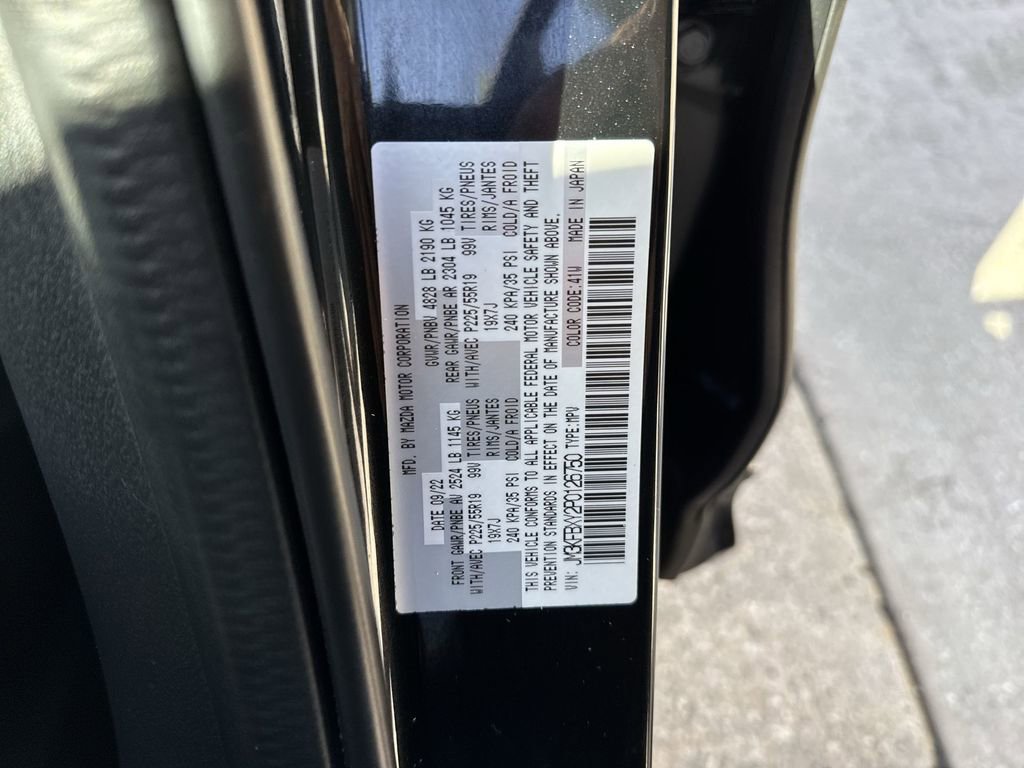 MFD. BY MAZDA MOTOR CORPORATION
DATE 09/22 GVWR/PNBV 4828 LB 2190 KG
FRONT GAWR/PNBE AV 2524 LB 1145 KG REAR GAWR/PNBE AR 2304 LB 1045 KG
WITH/AVEC P225/55R19 99V TIRES/PNEUS WITH/AVEC P225/55R19 99V TIRES/PNEUS
19X7J RIMS/JANTES 19X7J RIMS/JANTES
240 KPA/35 PSI COLD/A FROID 240 KPA/35 PSI COLD/A FROID
THIS VEHICLE CONFORMS TO ALL APPLICABLE FEDERAL MOTOR VEHICLE SAFETY AND THEFT
PREVENTION STANDARDS IN EFFECT ON THE DATE OF MANUFACTURE SHOWN ABOVE.
VIN: JM3KFBXY2P0126750 TYPE:MPV COLOR CODE:41W MADE IN JAPAN